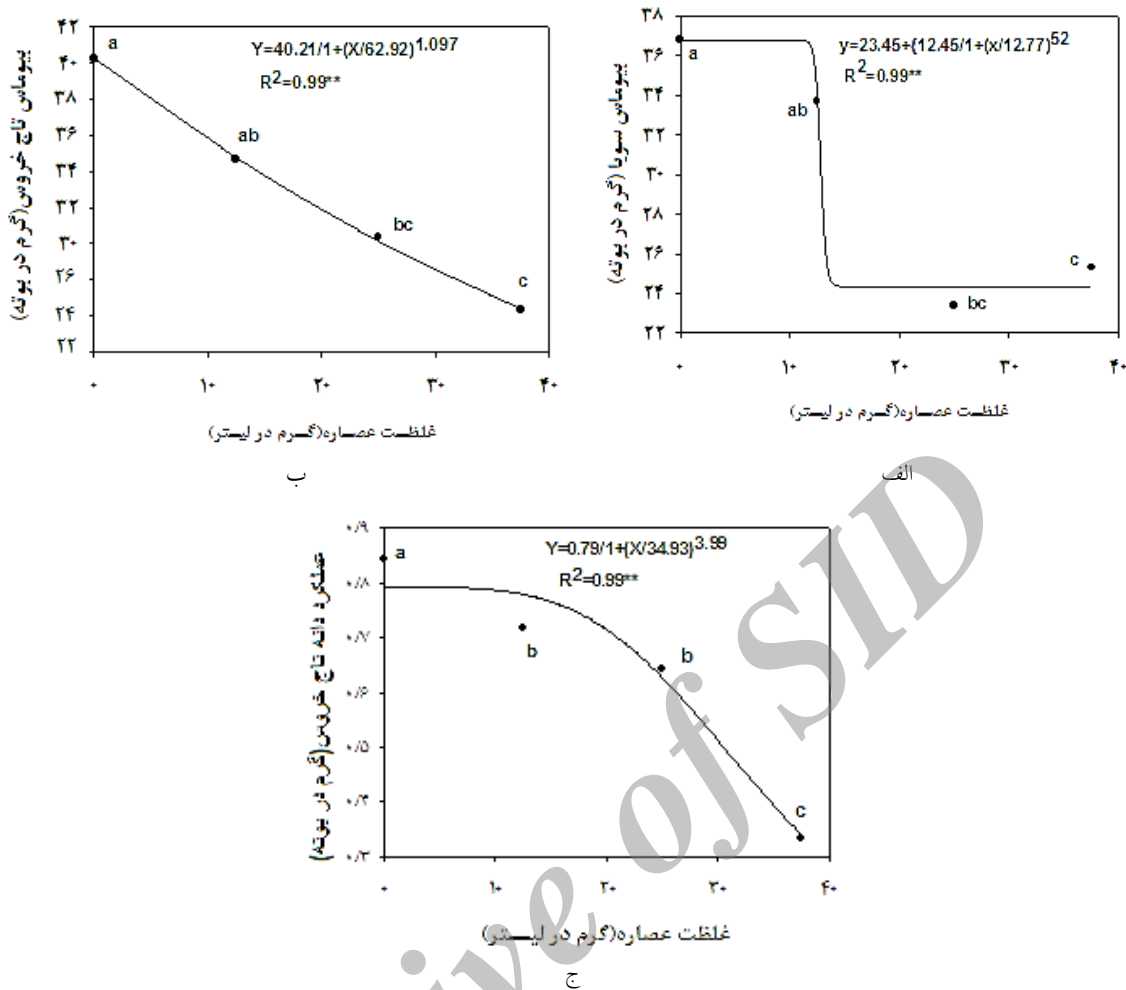 ۴۲
۴۰
۳۸
۳۶
۳۴
۳۲
۳۰
۲۶
۲۴
۲۲
بیوماس تاج خروس(گرم در بوته)
Y=40.21/1+(X/62.92)1.097
R2=0.99**
a
ab
bc
c
۰ ۱۰ ۲۰ ۳۰ ۴۰
غلظت عصاره(گرم در لیتر)
ب
۳۸
۳۶
۳۴
۳۲
۳۰
۲۸
۲۶
۲۴
۲۲
بیوماس سویا (گرم در بوته)
y=23.45+{12.45/1+(x/12.77)52
R2=0.99**
a
ab
bc
c
۰ ۱۰ ۲۰ ۳۰ ۴۰
غلظت عصاره(گرم در لیتر)
الف
۰/۹
۰/۸
۰/۷
۰/۶
۰/۵
۰/۴
۰/۳
عملکرد دانه تاج خروس(گرم در بوته)
Y=0.79/1+(X/34.93)3.99
R2=0.99**
a
b
b
c
۰ ۱۰ ۲۰ ۳۰ ۴۰
غلظت عصاره(گرم در لیتر)
ج
ive of SID